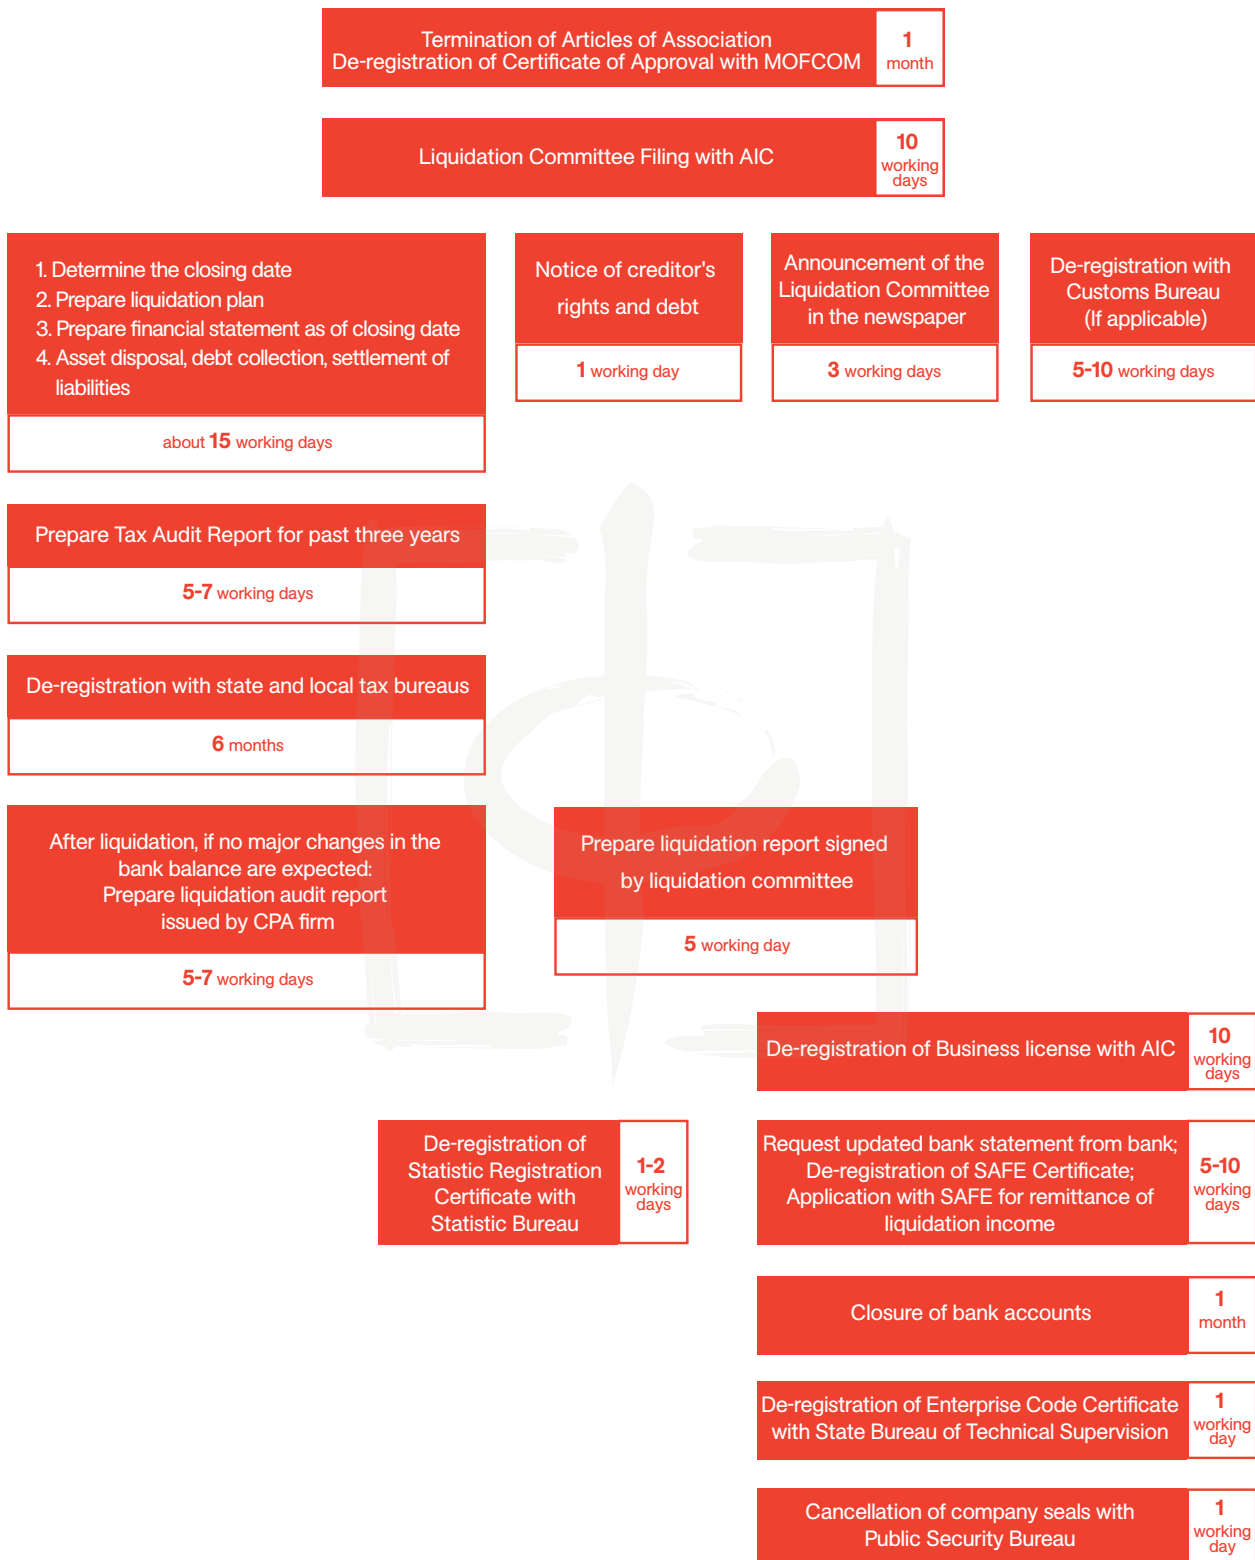 Termination of Articles of Association
De-registration of Certificate of Approval with MOFCOM
1
month
Liquidation Committee Filing with AIC
10
working
days
1. Determine the closing date
2. Prepare liquidation plan
3. Prepare financial statement as of closing date
4. Asset disposal, debt collection, settlement of
liabilities
about 15 working days
Notice of creditor's
rights and debt
1 working day
Announcement of the
Liquidation Committee
in the newspaper
3 working days
De-registration with
Customs Bureau
(If applicable)
5-10 working days
Prepare Tax Audit Report for past three years
5-7 working days
De-registration with state and local tax bureaus
6 months
After liquidation, if no major changes in the
bank balance are expected:
Prepare liquidation audit report
issued by CPA firm
5-7 working days
Prepare liquidation report signed
by liquidation committee
5 working day
De-registration of Business license with AIC
10
working
days
De-registration of
Statistic Registration
Certificate with
Statistic Bureau
1-2
working
days
Request updated bank statement from bank;
De-registration of SAFE Certificate;
Application with SAFE for remittance of
liquidation income
5-10
working
days
Closure of bank accounts
1
month
De-registration of Enterprise Code Certificate
with State Bureau of Technical Supervision
1
working
day
Cancellation of company seals with
Public Security Bureau
1
working
day